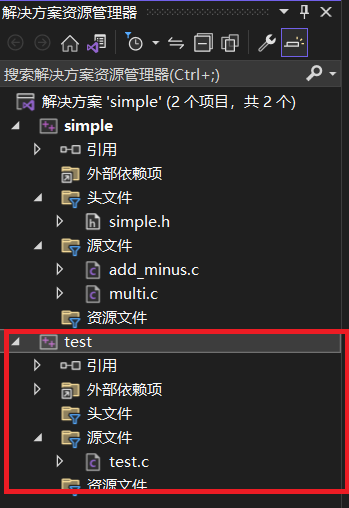 解决方案资源管理器
搜索解决方案资源管理器(Ctrl+;)
解决方案 'simple' (2 个项目，共 2 个)
simple
引用
外部依赖项
头文件
simple.h
源文件
add_minus.c
multi.c
资源文件
test
引用
外部依赖项
头文件
源文件
test.c
资源文件